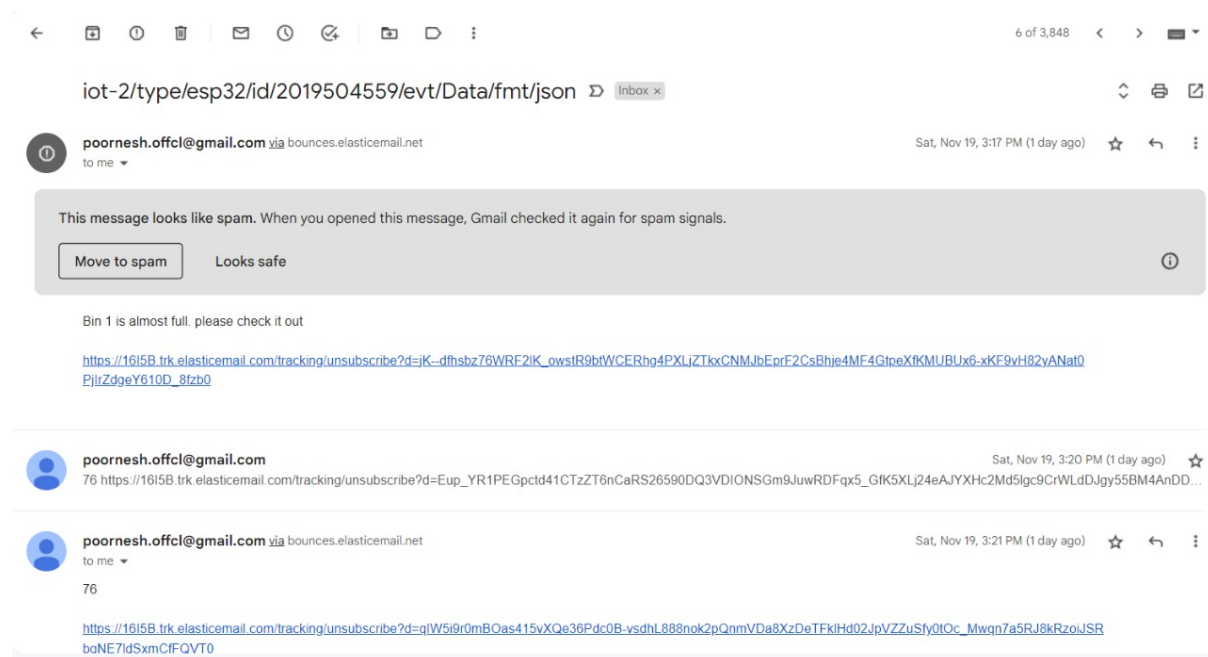 6 of 3,848
iot-2/type/esp32/id/2019504559/evt/Data/fmt/json Inbox ×
poornesh.offcl@gmail.com via bounces.elasticemail.net Sat, Nov 19, 3:17 PM (1 day ago)
to me
This message looks like spam. When you opened this message, Gmail checked it again for spam signals.
Move to spam Looks safe
Bin 1 is almost full. please check it out
https://16I5B.trk.elasticemail.com/tracking/unsubscribe?d=jK--dfhsbz76WRF2lK_owstR9btWCERhg4PXLjZTkxCNMJbEprF2CsBhje4MF4GtpeXfKMUBUx6-xKF9vH82yANat0
PjIrZdgeY610D_8fzb0
poornesh.offcl@gmail.com Sat, Nov 19, 3:20 PM (1 day ago)
76 https://16I5B.trk.elasticemail.com/tracking/unsubscribe?d=Eup_YR1PEGpctd41CTzZT6nCaRS26590DQ3VDIONSGm9JuwRDFqx5_GfK5XLj24eAJYXHc2Md5lgc9CrWLdDJgy55BM4AnDD...
poornesh.offcl@gmail.com via bounces.elasticemail.net Sat, Nov 19, 3:21 PM (1 day ago)
to me
76
https://16I5B.trk.elasticemail.com/tracking/unsubscribe?d=qIW5i9r0mBOas415vXQe36Pdc0B-vsdhL888nok2pQnmVDa8XzDeTFklHd02JpVZZuSfy0tOc_Mwqn7a5RJ8kRzoiJSR
bgNE7ldSxmCfFQVT0